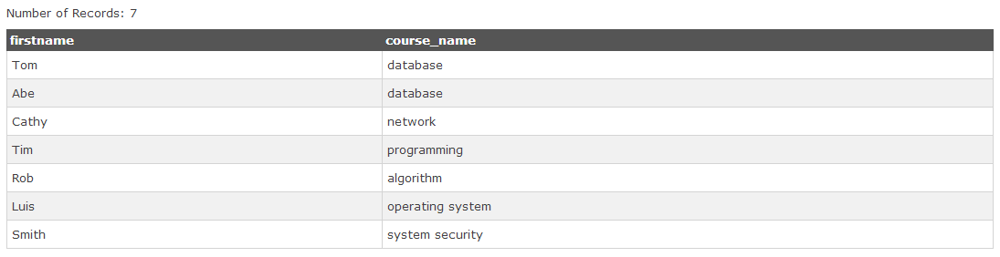 Number of Records: 7
firstname course_name
Tom database
Abe database
Cathy network
Tim programming
Rob algorithm
Luis operating system
Smith system security